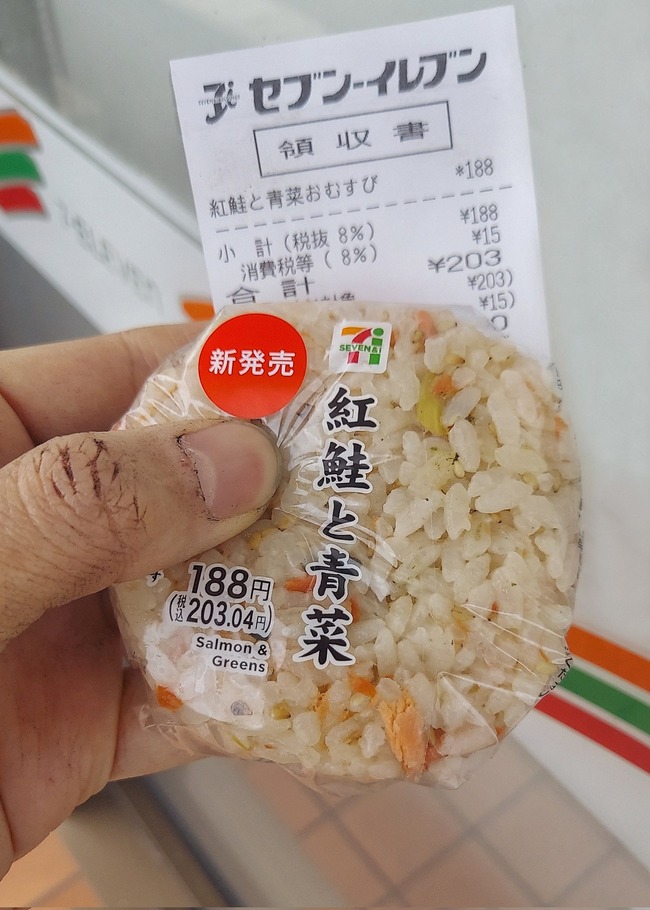 セブン-イレブン
領収書
紅鮭と青菜おむすび *188
小 計(税抜 8%) ¥188
消費税等( 8%) ¥15
合 計 ¥203
¥203)
¥15)
新発売
SEVEN&i
紅鮭と青菜
188円
(税込203.04円)
Salmon &
Greens